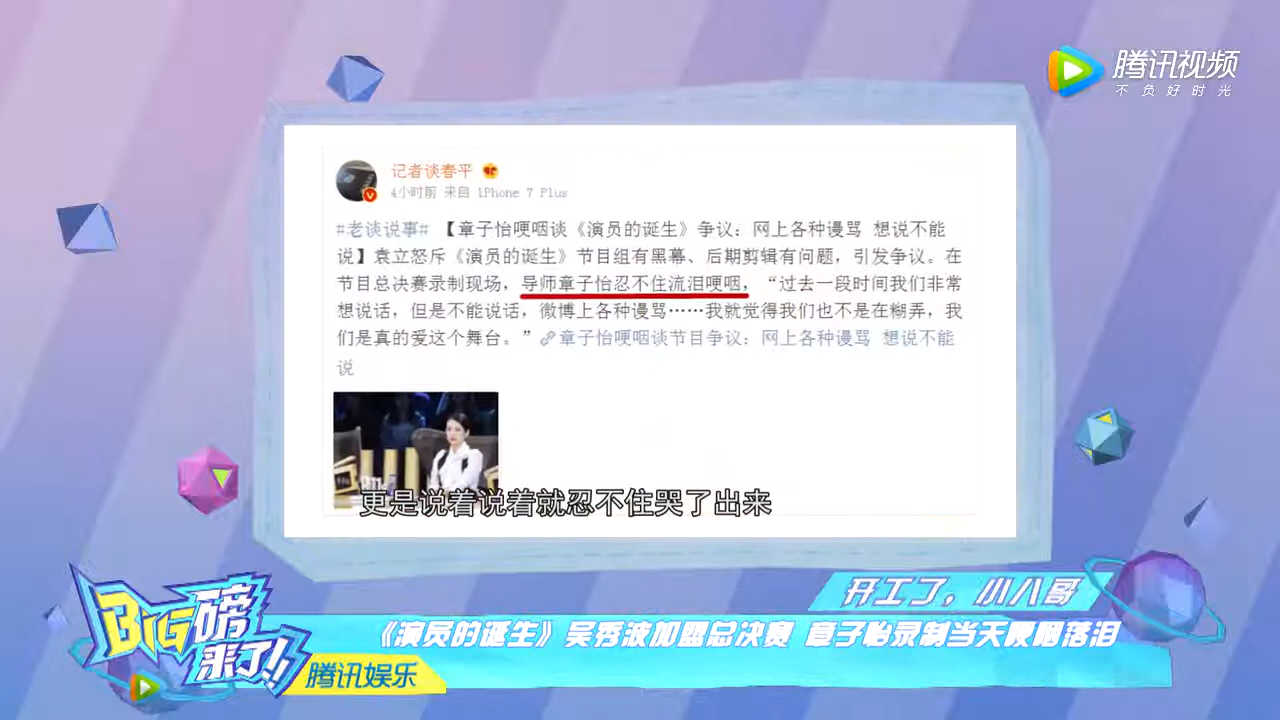 腾讯视频
不负好时光
记者谈春平
4小时前 来自 iPhone 7 Plus
#老谈说事# 【章子怡哽咽谈《演员的诞生》争议：网上各种谩骂 想说不能
说】袁立怒斥《演员的诞生》节目组有黑幕、后期剪辑有问题，引发争议。在
节目总决赛录制现场，导师章子怡忍不住流泪哽咽，“过去一段时间我们非常
想说话，但是不能说话，微博上各种谩骂……我就觉得我们也不是在糊弄，我
们是真的爱这个舞台。”章子怡哽咽谈节目争议：网上各种谩骂 想说不能
说
更是说着说着就忍不住哭了出来
开工了，小八哥
《演员的诞生》吴秀波加盟总决赛 章子怡录制当天哽咽落泪
BIG磅
来了!!
腾讯娱乐